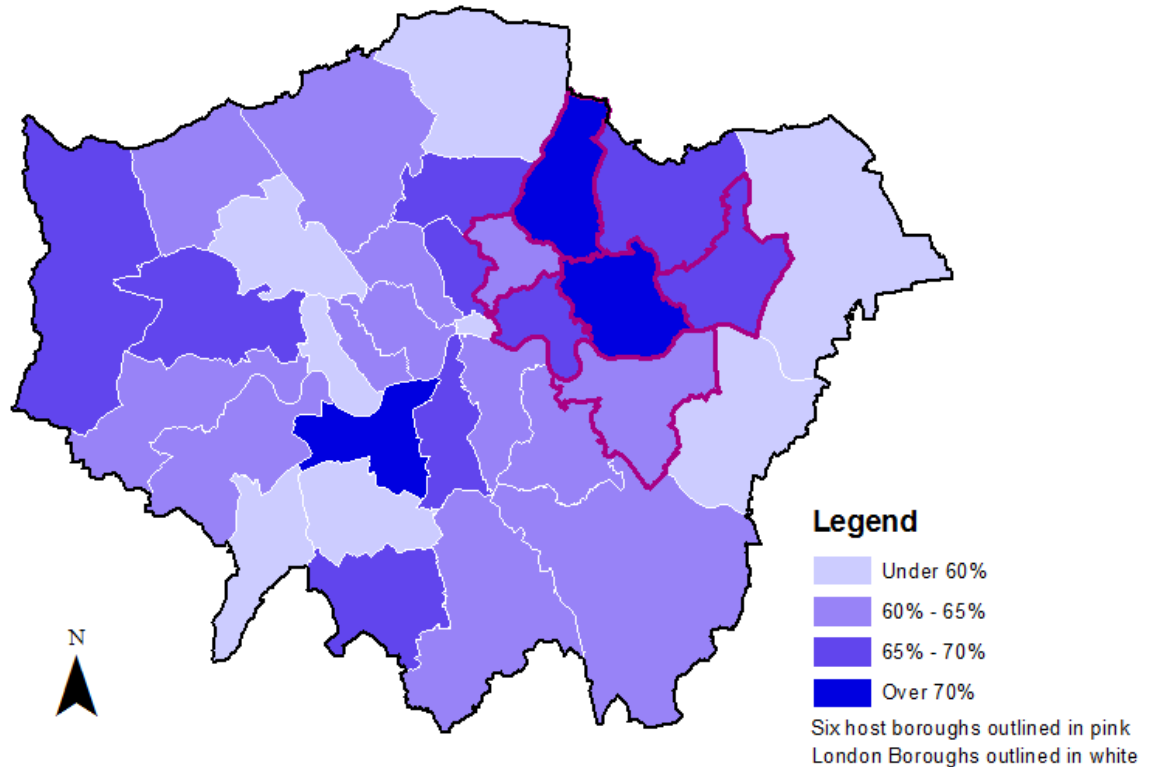 N
Legend
Under 60%
60% - 65%
65% - 70%
Over 70%
Six host boroughs outlined in pink
London Boroughs outlined in white